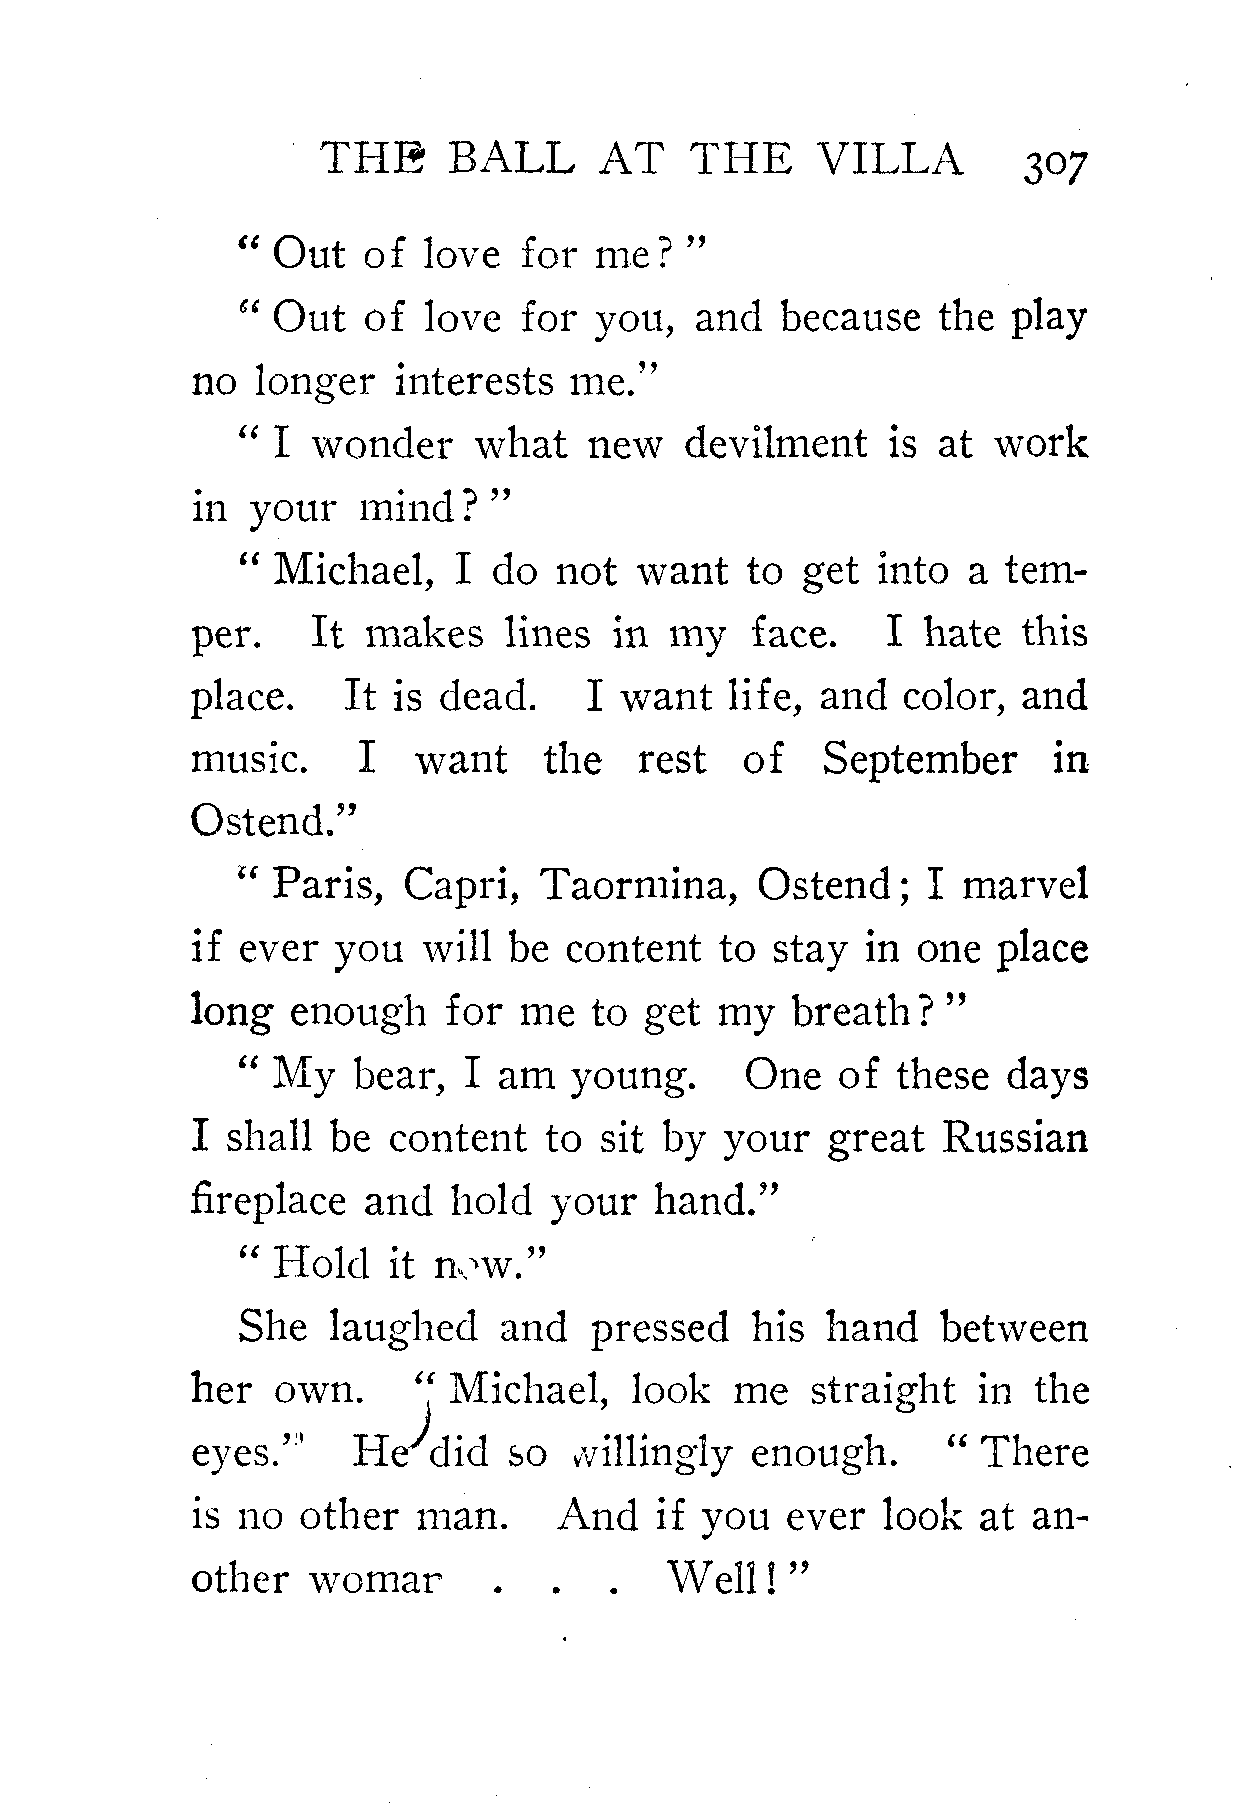 THE BALL AT THE VILLA 307
" Out of love for me? "
" Out of love for you, and because the play
no longer interests me."
" I wonder what new devilment is at work
in your mind? "
" Michael, I do not want to get into a tem-
per. It makes lines in my face. I hate this
place. It is dead. I want life, and color, and
music. I want the rest of September in
Ostend."
" Paris, Capri, Taormina, Ostend; I marvel
if ever you will be content to stay in one place
long enough for me to get my breath? "
" My bear, I am young. One of these days
I shall be content to sit by your great Russian
fireplace and hold your hand."
" Hold it now."
She laughed and pressed his hand between
her own. " Michael, look me straight in the
eyes." He did so willingly enough. " There
is no other man. And if you ever look at an-
other woman . . . Well! "